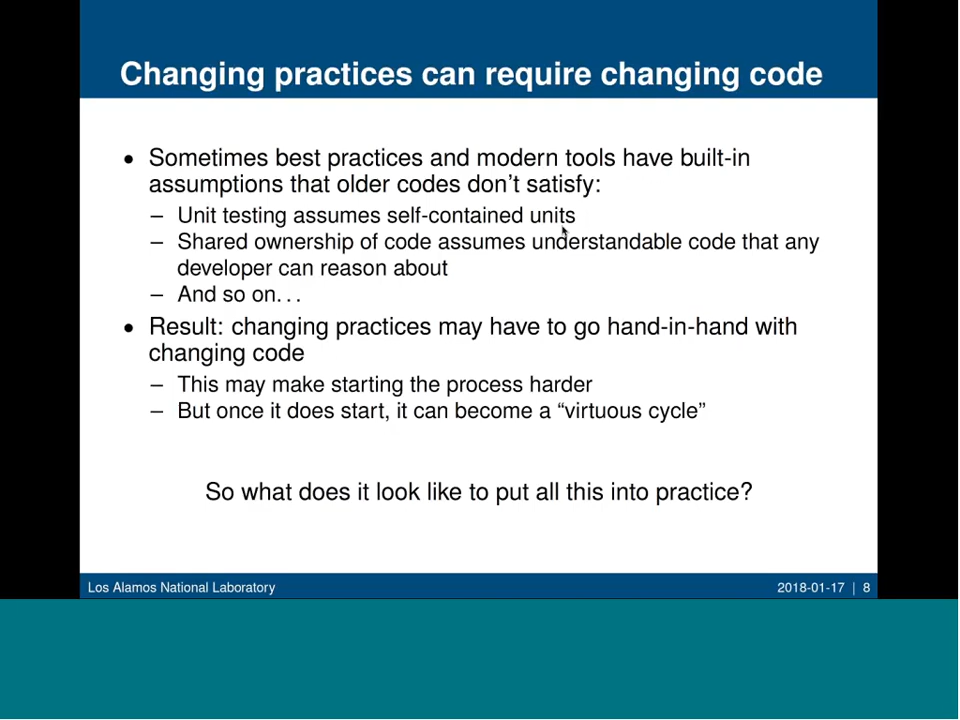 Changing practices can require changing code
• Sometimes best practices and modern tools have built-in
assumptions that older codes don't satisfy:
– Unit testing assumes self-contained units
– Shared ownership of code assumes understandable code that any
developer can reason about
– And so on. . .
• Result: changing practices may have to go hand-in-hand with
changing code
– This may make starting the process harder
– But once it does start, it can become a “virtuous cycle”
So what does it look like to put all this into practice?
Los Alamos National Laboratory
2018-01-17 | 8